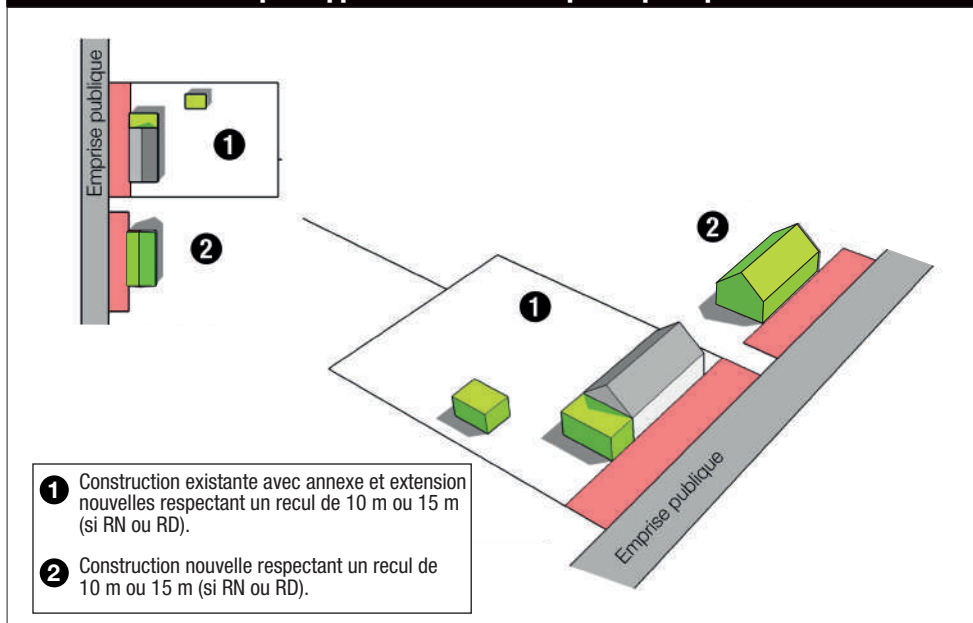 Emprise publique
1
2
2
1
Emprise publique
1 Construction existante avec annexe et extension
nouvelles respectant un recul de 10 m ou 15 m
(si RN ou RD).
2 Construction nouvelle respectant un recul de
10 m ou 15 m (si RN ou RD).